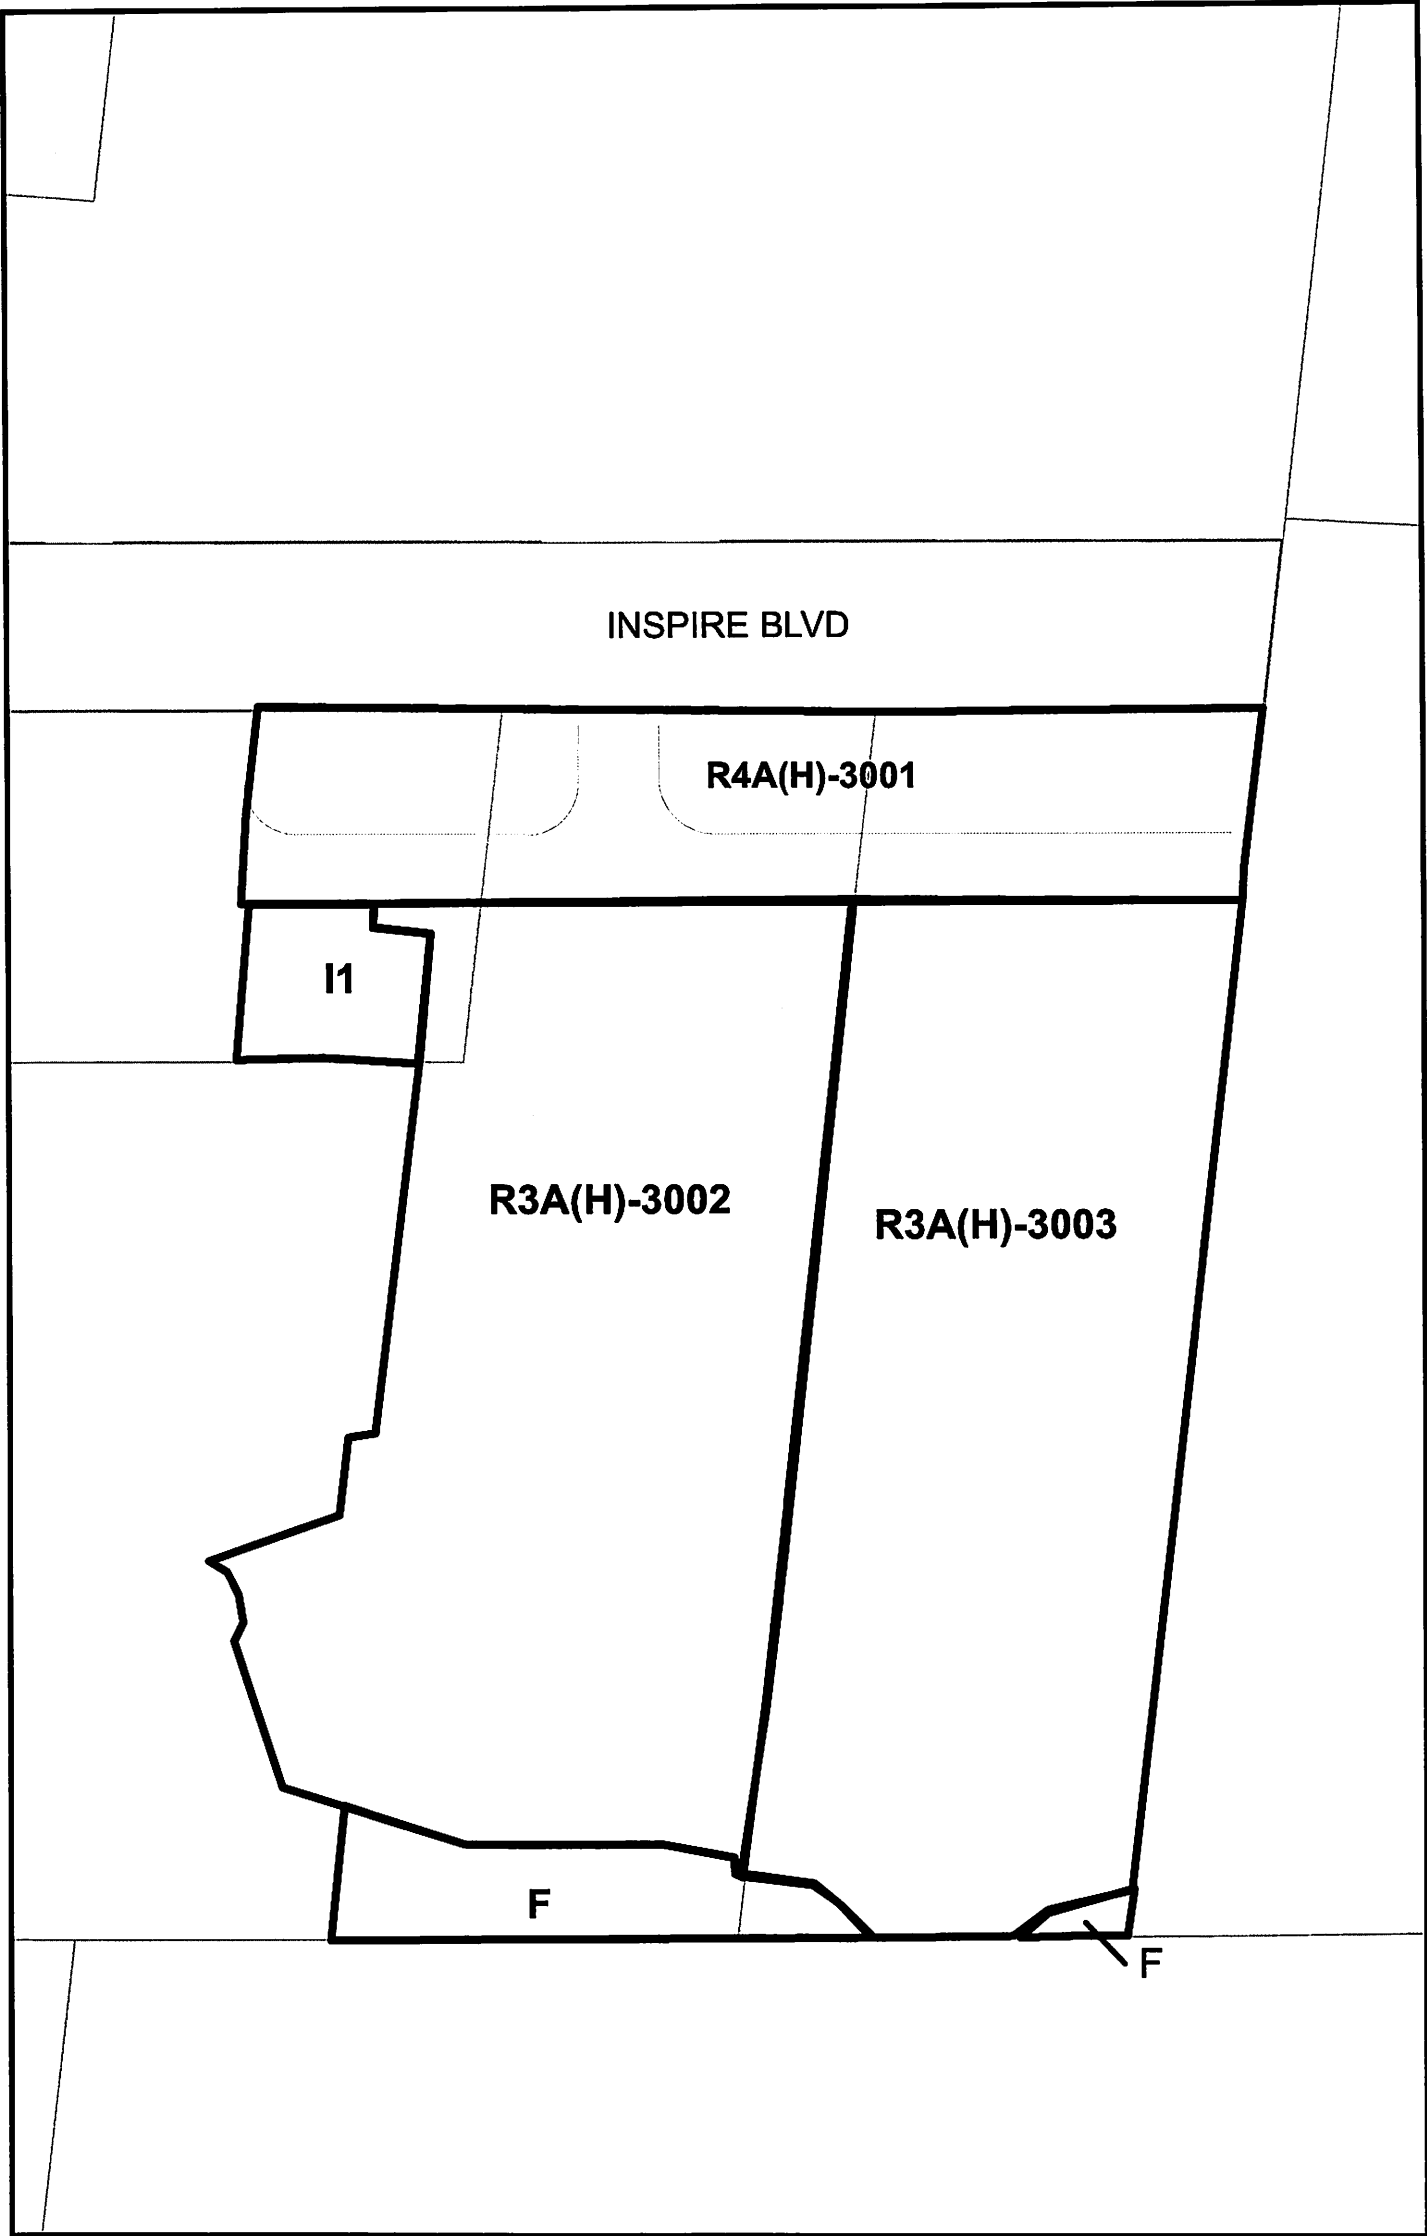 INSPIRE BLVD
R4A(H)-3001
I1
R3A(H)-3002
R3A(H)-3003
F
F